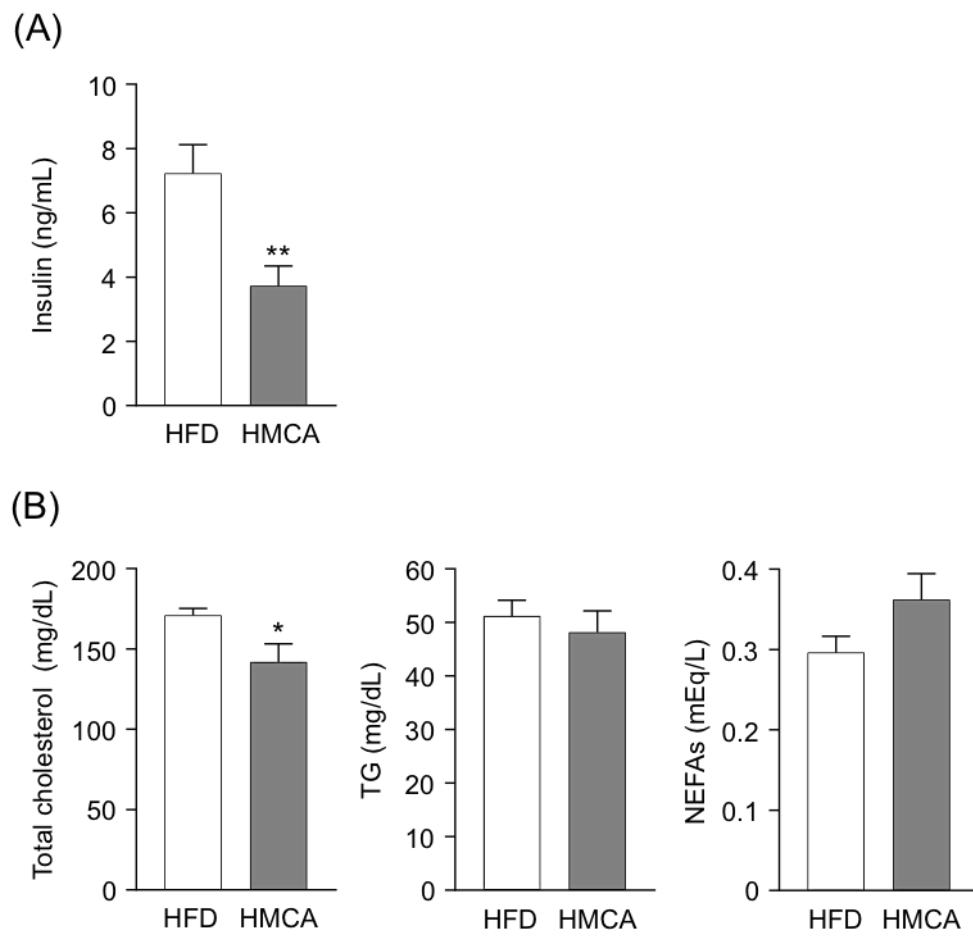 (A)
Insulin (ng/mL)
10
8
6
4
2
0
**
HFD HMCA
(B)
Total cholesterol (mg/dL)
200
150
100
50
0
*
HFD HMCA
TG (mg/dL)
60
50
40
30
20
10
0
HFD HMCA
NEFAs (mEq/L)
0.4
0.3
0.2
0.1
0
HFD HMCA